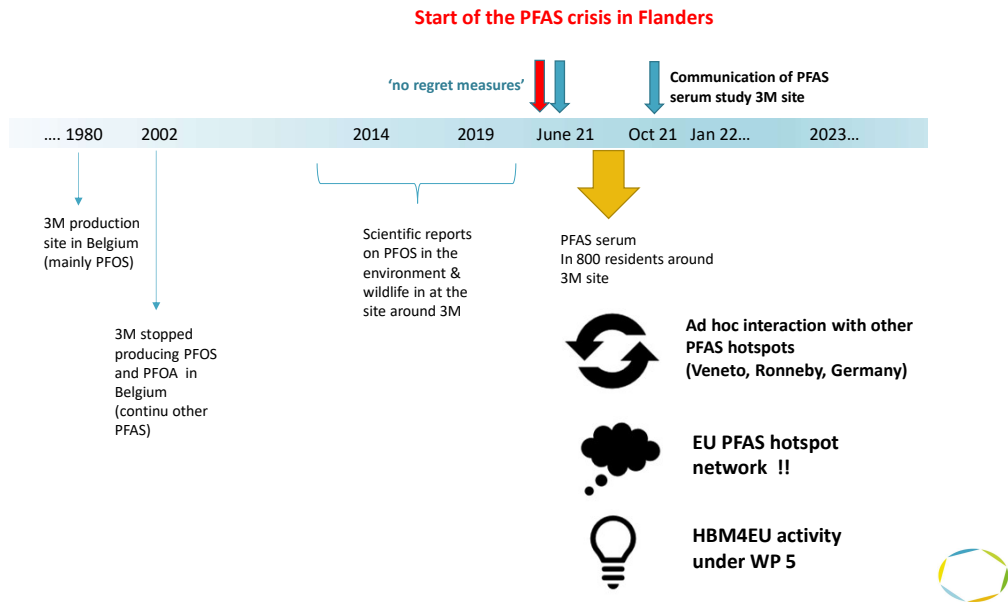 Start of the PFAS crisis in Flanders
‘no regret measures’
Communication of PFAS
serum study 3M site
.... 1980 2002 2014 2019 June 21 Oct 21 Jan 22... 2023...
3M production
site in Belgium
(mainly PFOS)
3M stopped
producing PFOS
and PFOA in
Belgium
(continu other
PFAS)
Scientific reports
on PFOS in the
environment &
wildlife in at the
site around 3M
PFAS serum
In 800 residents around
3M site
Ad hoc interaction with other
PFAS hotspots
(Veneto, Ronneby, Germany)
EU PFAS hotspot
network !!
HBM4EU activity
under WP 5